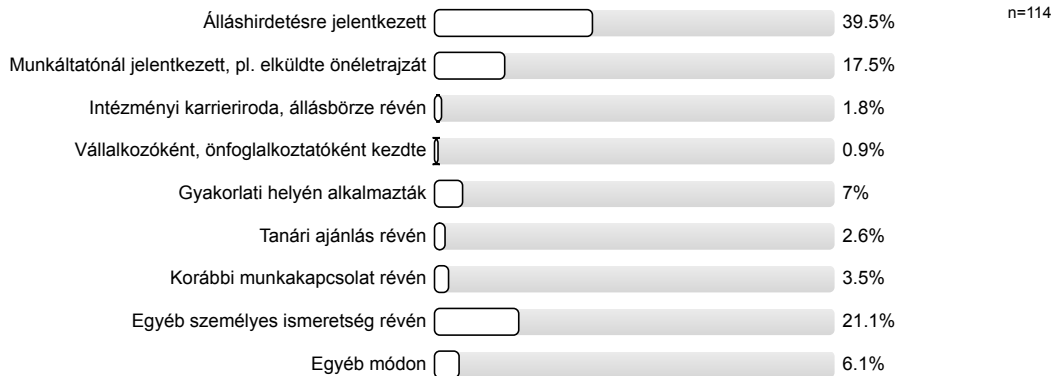 n=114
Álláshirdetésre jelentkezett 39.5%
Munkáltatónál jelentkezett, pl. elküldte önéletrajzát 17.5%
Intézményi karrieriroda, állásbörze révén 1.8%
Vállalkozóként, önfoglalkoztatóként kezdte 0.9%
Gyakorlati helyén alkalmazták 7%
Tanári ajánlás révén 2.6%
Korábbi munkakapcsolat révén 3.5%
Egyéb személyes ismeretség révén 21.1%
Egyéb módon 6.1%